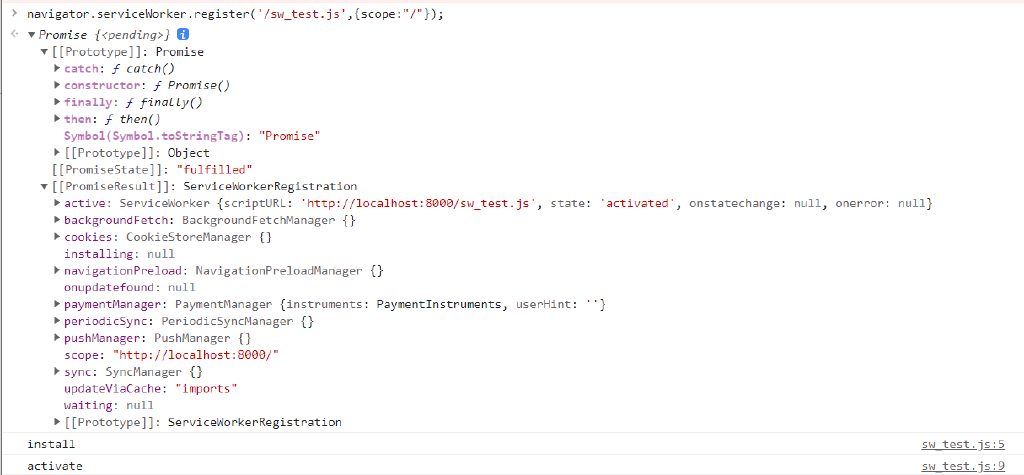 navigator.serviceWorker.register('/sw_test.js',{scope:"/"});
Promise {<pending>}
[[Prototype]]: Promise
catch: ƒ catch()
constructor: ƒ Promise()
finally: ƒ finally()
then: ƒ then()
Symbol(Symbol.toStringTag): "Promise"
[[Prototype]]: Object
[[PromiseState]]: "fulfilled"
[[PromiseResult]]: ServiceWorkerRegistration
active: ServiceWorker {scriptURL: 'http://localhost:8000/sw_test.js', state: 'activated', onstatechange: null, onerror: null}
backgroundFetch: BackgroundFetchManager {}
cookies: CookieStoreManager {}
installing: null
navigationPreload: NavigationPreloadManager {}
onupdatefound: null
paymentManager: PaymentManager {instruments: PaymentInstruments, userHint: ''}
periodicSync: PeriodicSyncManager {}
pushManager: PushManager {}
scope: "http://localhost:8000/"
sync: SyncManager {}
updateViaCache: "imports"
waiting: null
[[Prototype]]: ServiceWorkerRegistration
install sw_test.js:5
activate sw_test.js:9